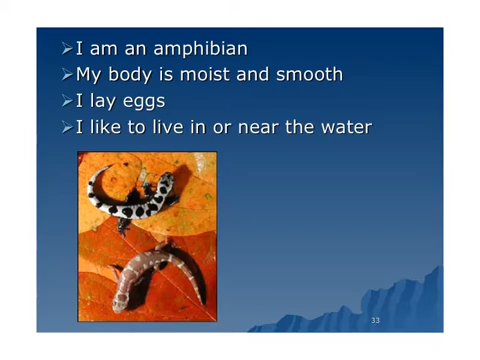 I am an amphibian
My body is moist and smooth
I lay eggs
I like to live in or near the water
33